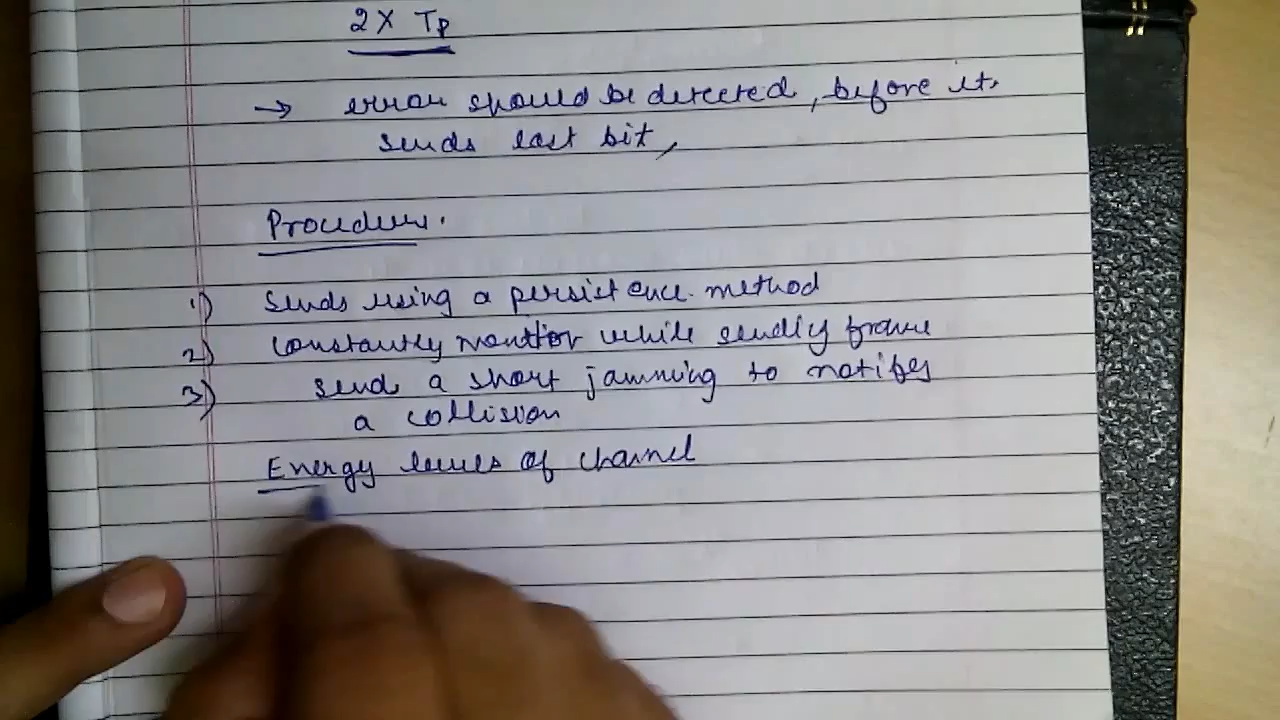 2 X Tp
→ error should be detected, before it
sends last bit,
Procedure.
1) Sends using a persistence method
2) constantly monitor while sending frame
3) send a short jamming to notifes
a collision
Energy levels of channel